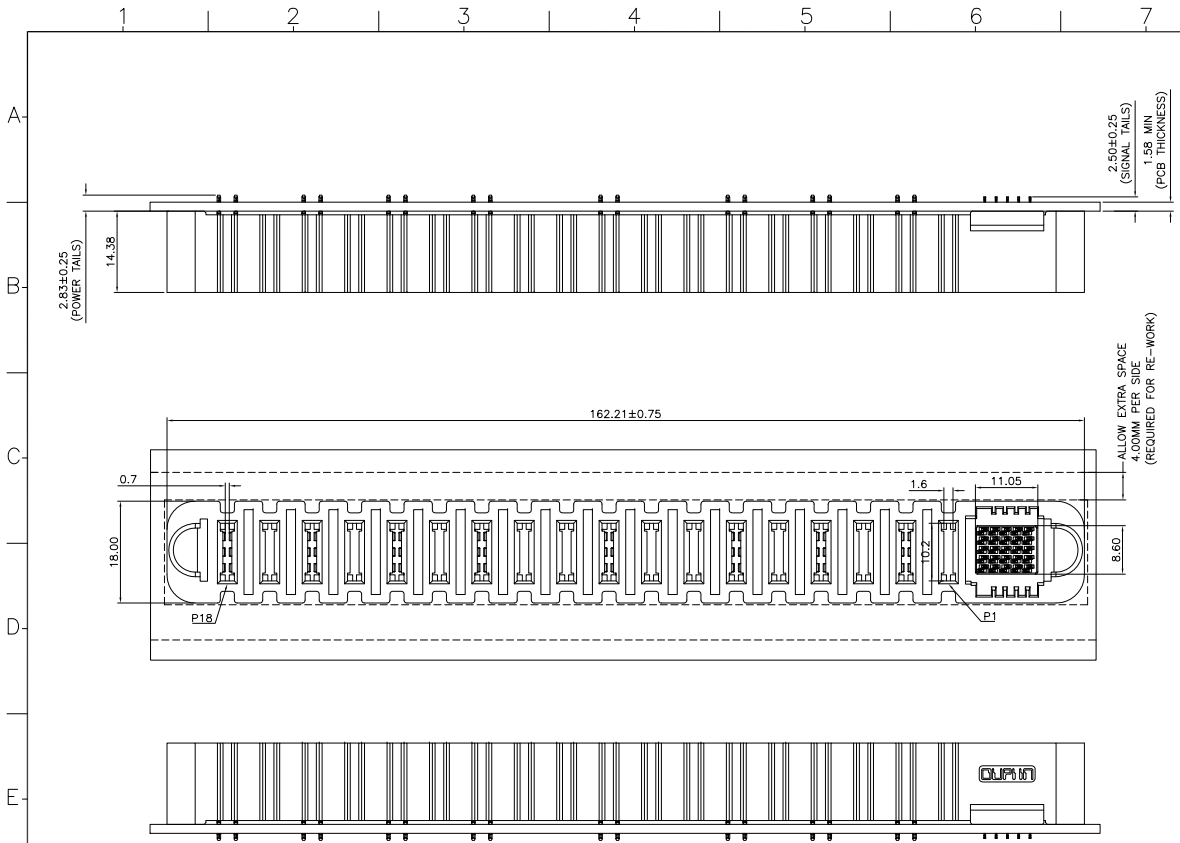 1 2 3 4 5 6 7
A
2.50±0.25
(SIGNAL TAILS)
1.58 MIN
(PCB THICKNESS)
2.83±0.25
(POWER TAILS)
14.38
B
ALLOW EXTRA SPACE
4.00MM PER SIDE
(REQUIRED FOR RE-WORK)
162.21±0.75
C
0.7
1.6
11.05
18.00
10.2
8.60
P18
P1
D
E